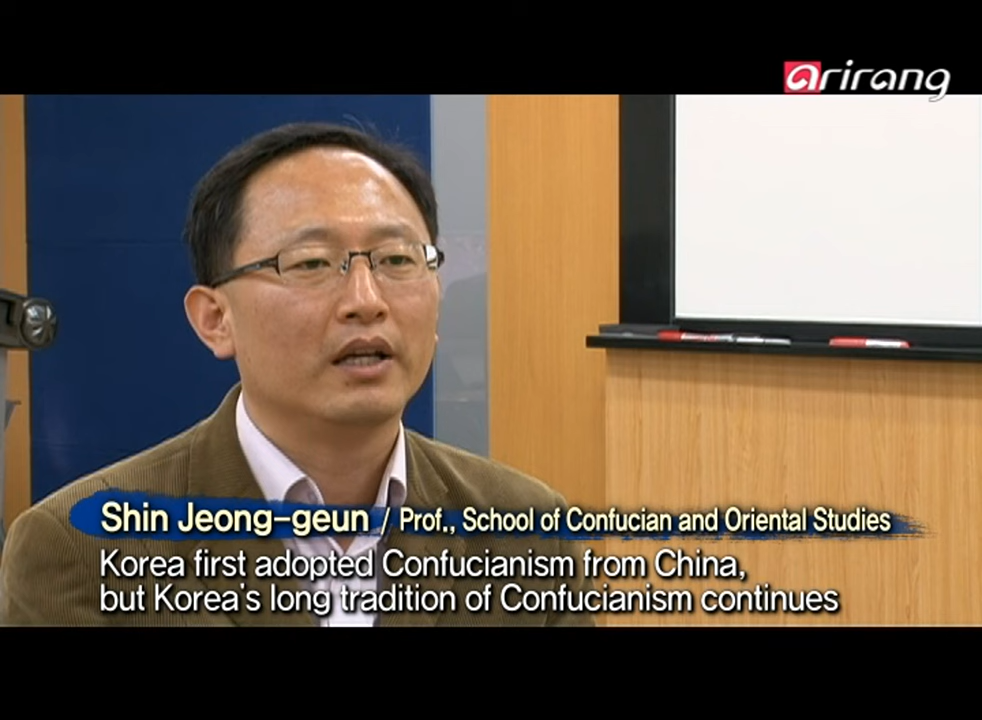 arirang
Shin Jeong-geun / Prof., School of Confucian and Oriental Studies
Korea first adopted Confucianism from China,
but Korea's long tradition of Confucianism continues